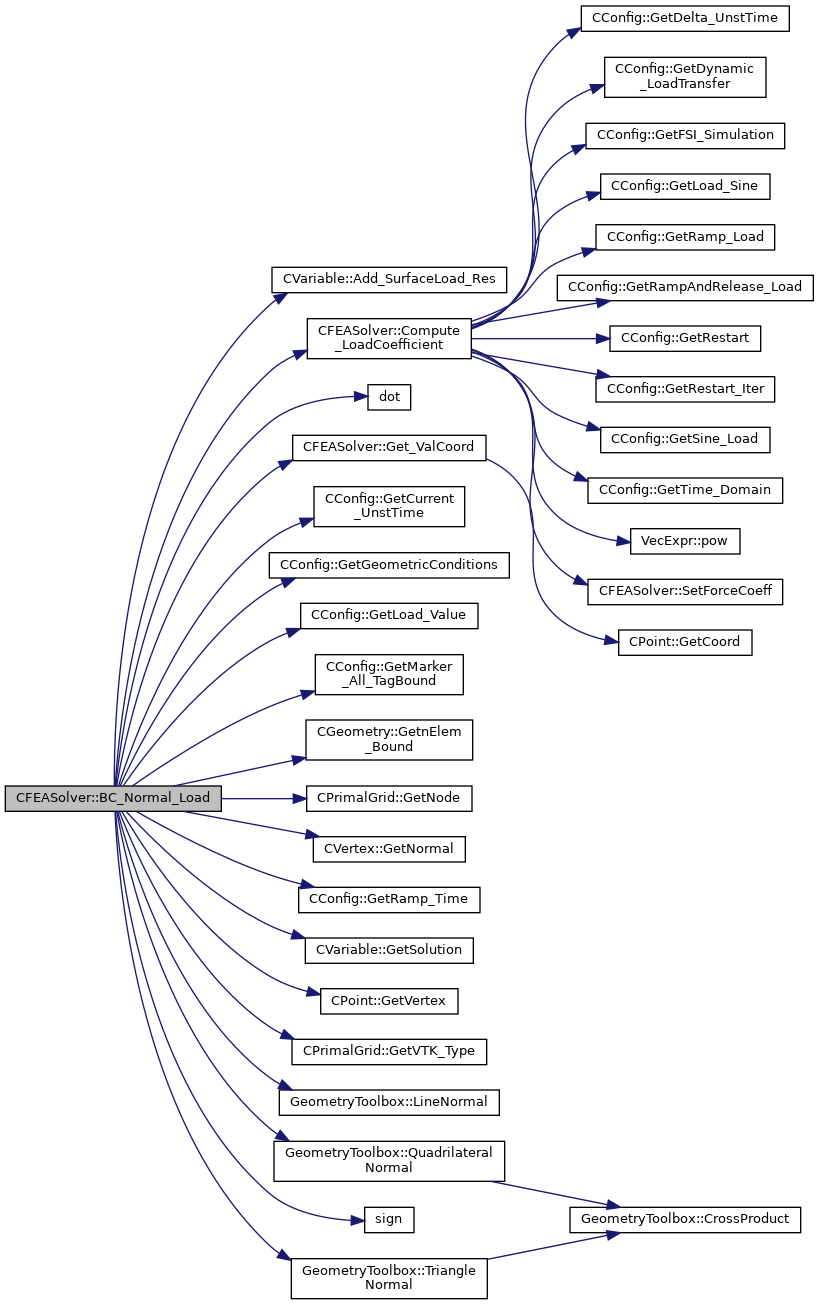 CFEASolver::BC_Normal_Load
CVariable::Add_SurfaceLoad_Res
CFEASolver::Compute
_LoadCoefficient
dot
CFEASolver::Get_ValCoord
CConfig::GetCurrent
_UnstTime
CConfig::GetGeometricConditions
CConfig::GetLoad_Value
CConfig::GetMarker
_All_TagBound
CGeometry::GetnElem
_Bound
CPrimalGrid::GetNode
CVertex::GetNormal
CConfig::GetRamp_Time
CVariable::GetSolution
CPoint::GetVertex
CPrimalGrid::GetVTK_Type
GeometryToolbox::LineNormal
GeometryToolbox::Quadrilateral
Normal
sign
GeometryToolbox::Triangle
Normal
CConfig::GetDelta_UnstTime
CConfig::GetDynamic
_LoadTransfer
CConfig::GetFSI_Simulation
CConfig::GetLoad_Sine
CConfig::GetRamp_Load
CConfig::GetRampAndRelease_Load
CConfig::GetRestart
CConfig::GetRestart_Iter
CConfig::GetSine_Load
CConfig::GetTime_Domain
VecExpr::pow
CFEASolver::SetForceCoeff
CPoint::GetCoord
GeometryToolbox::CrossProduct